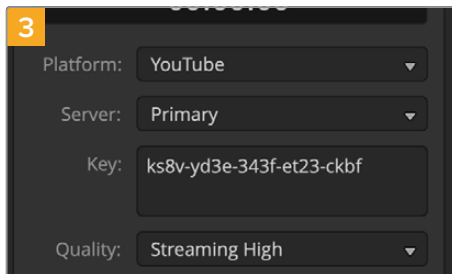 3
Platform: YouTube
Server: Primary
Key: ks8v-yd3e-343f-et23-ckbf
Quality: Streaming High